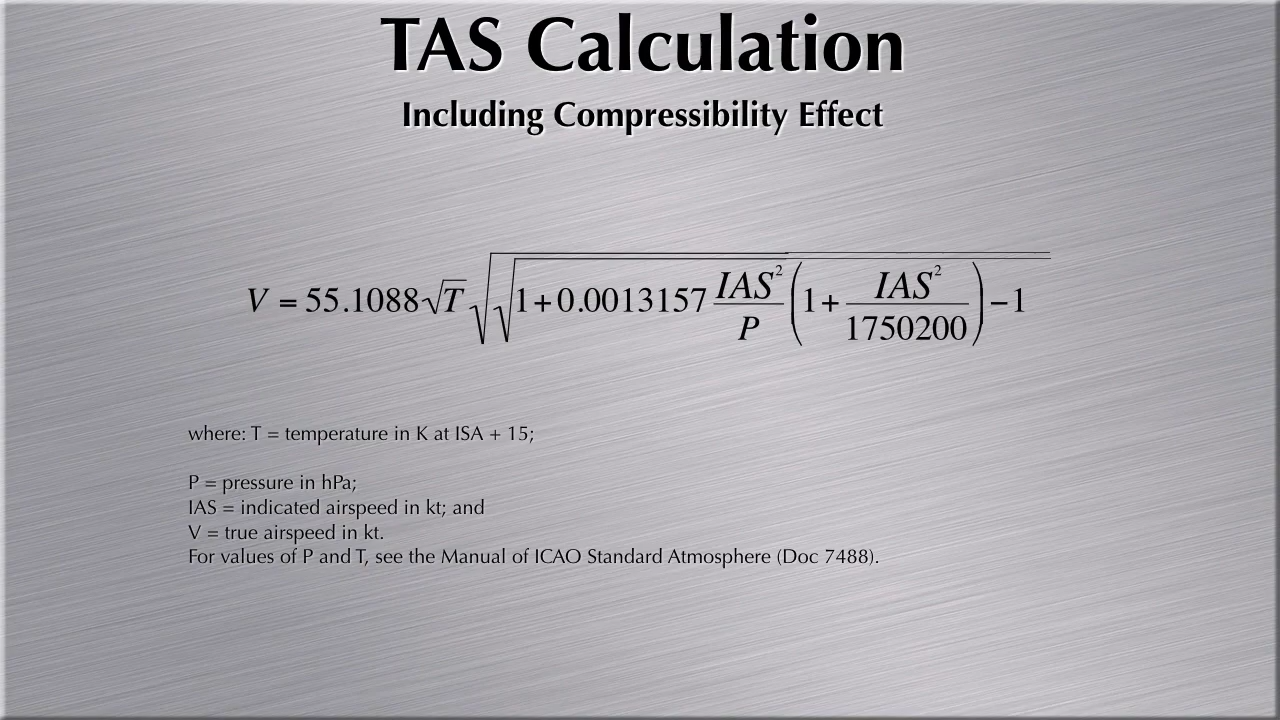 TAS Calculation
Including Compressibility Effect
V = 55.1088√T √(√(1+0.0013157 IAS²/P (1+ IAS²/1750200)) −1)
where: T = temperature in K at ISA + 15;
P = pressure in hPa;
IAS = indicated airspeed in kt; and
V = true airspeed in kt.
For values of P and T, see the Manual of ICAO Standard Atmosphere (Doc 7488).